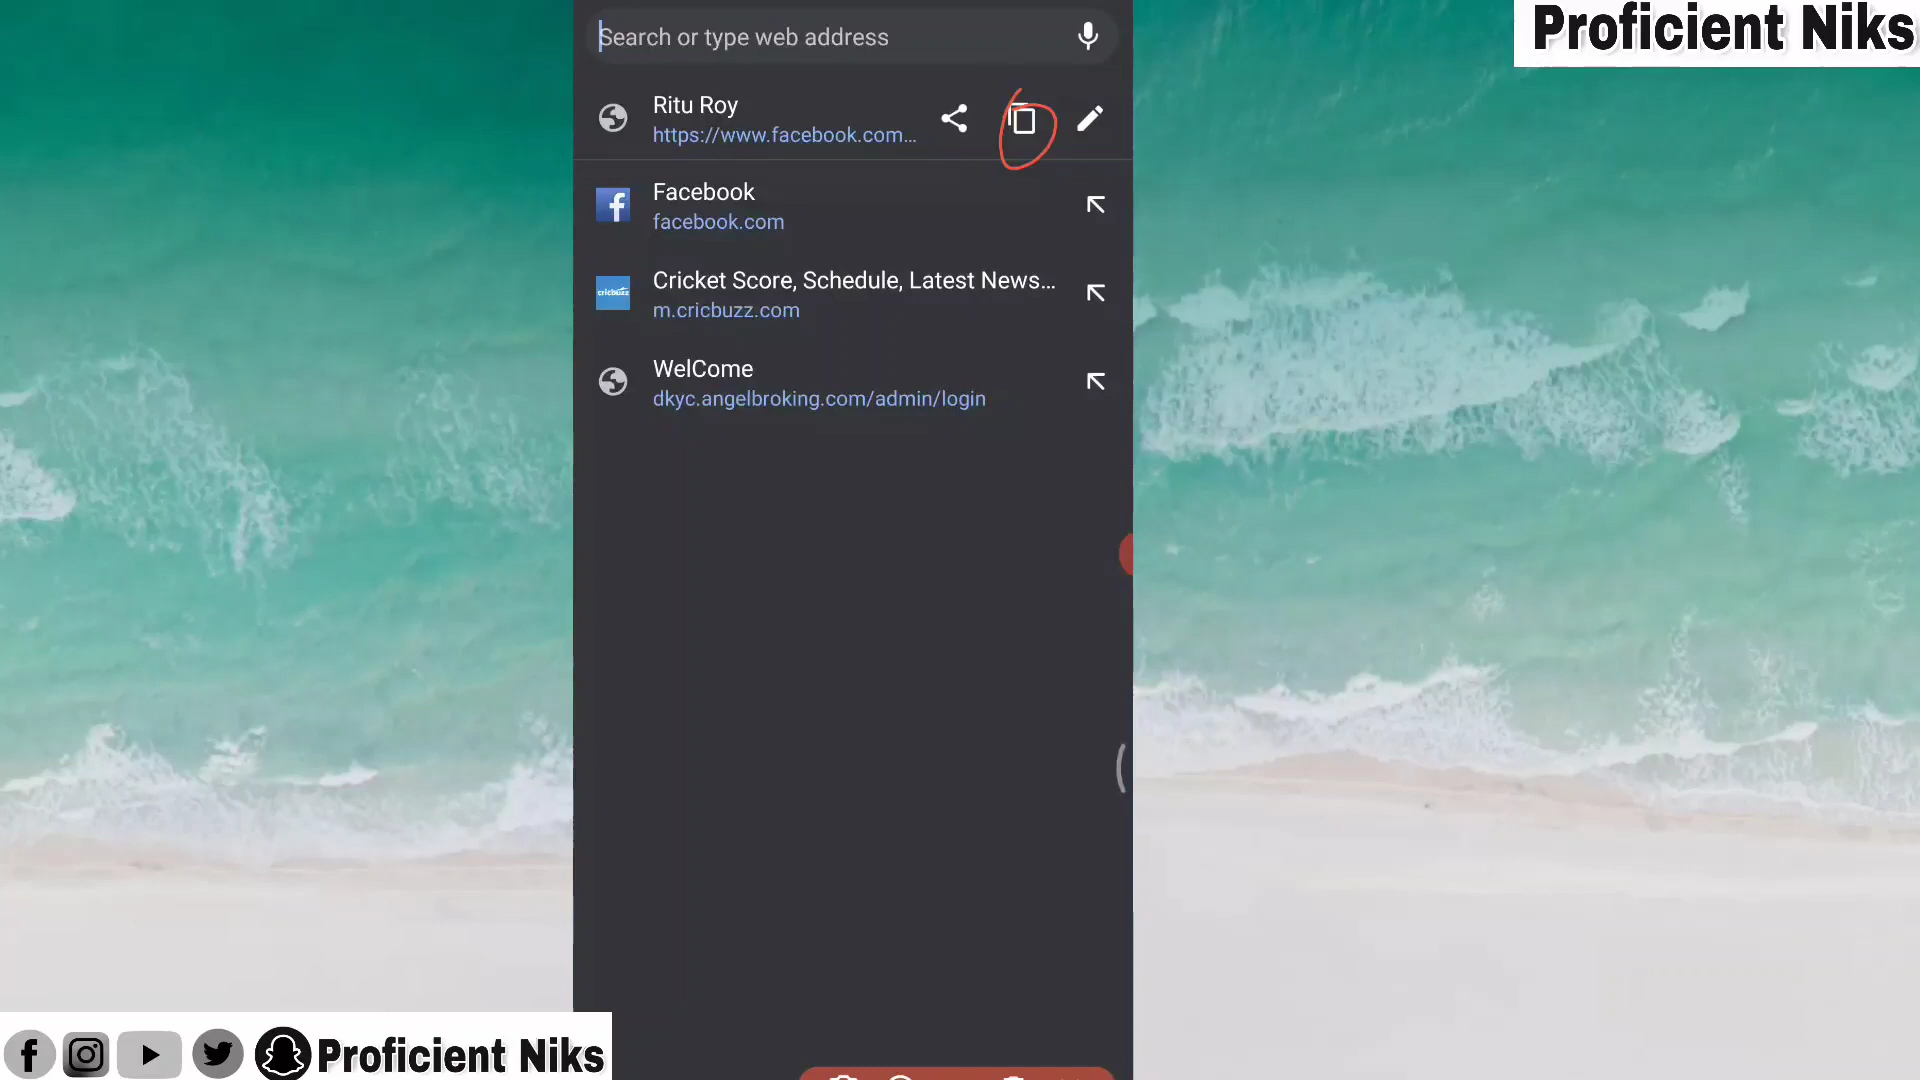 Proficient Niks
Search or type web address
Ritu Roy
https://www.facebook.com...
Facebook
facebook.com
cricbuzz
Cricket Score, Schedule, Latest News...
m.cricbuzz.com
WelCome
dkyc.angelbroking.com/admin/login
Proficient Niks